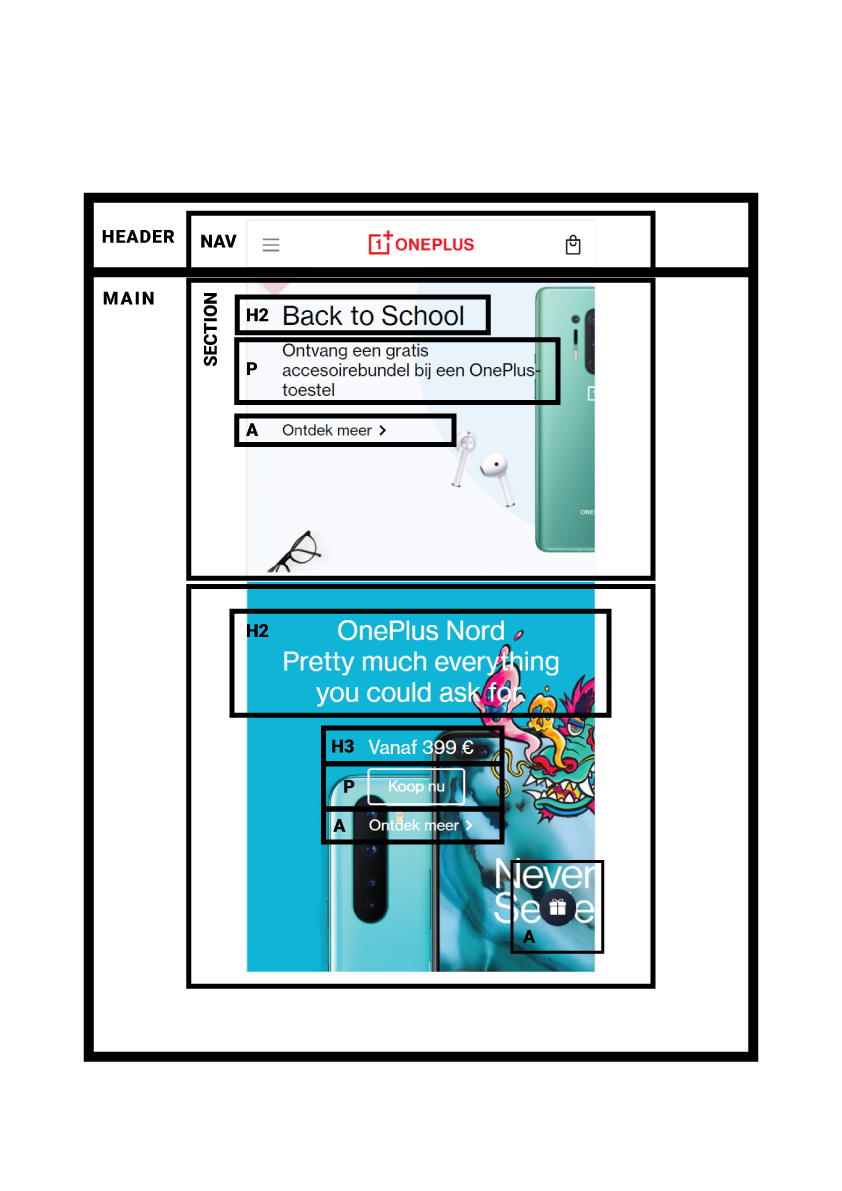 HEADER
NAV
1+ ONEPLUS
MAIN
SECTION
H2 Back to School
P
Ontvang een gratis
accesoirebundel bij een OnePlus-
toestel
A Ontdek meer >
ONE
H2
OnePlus Nord
Pretty much everything
you could ask for.
H3 Vanaf 399 €
P Koop nu
A Ontdek meer >
Never
Se le
A